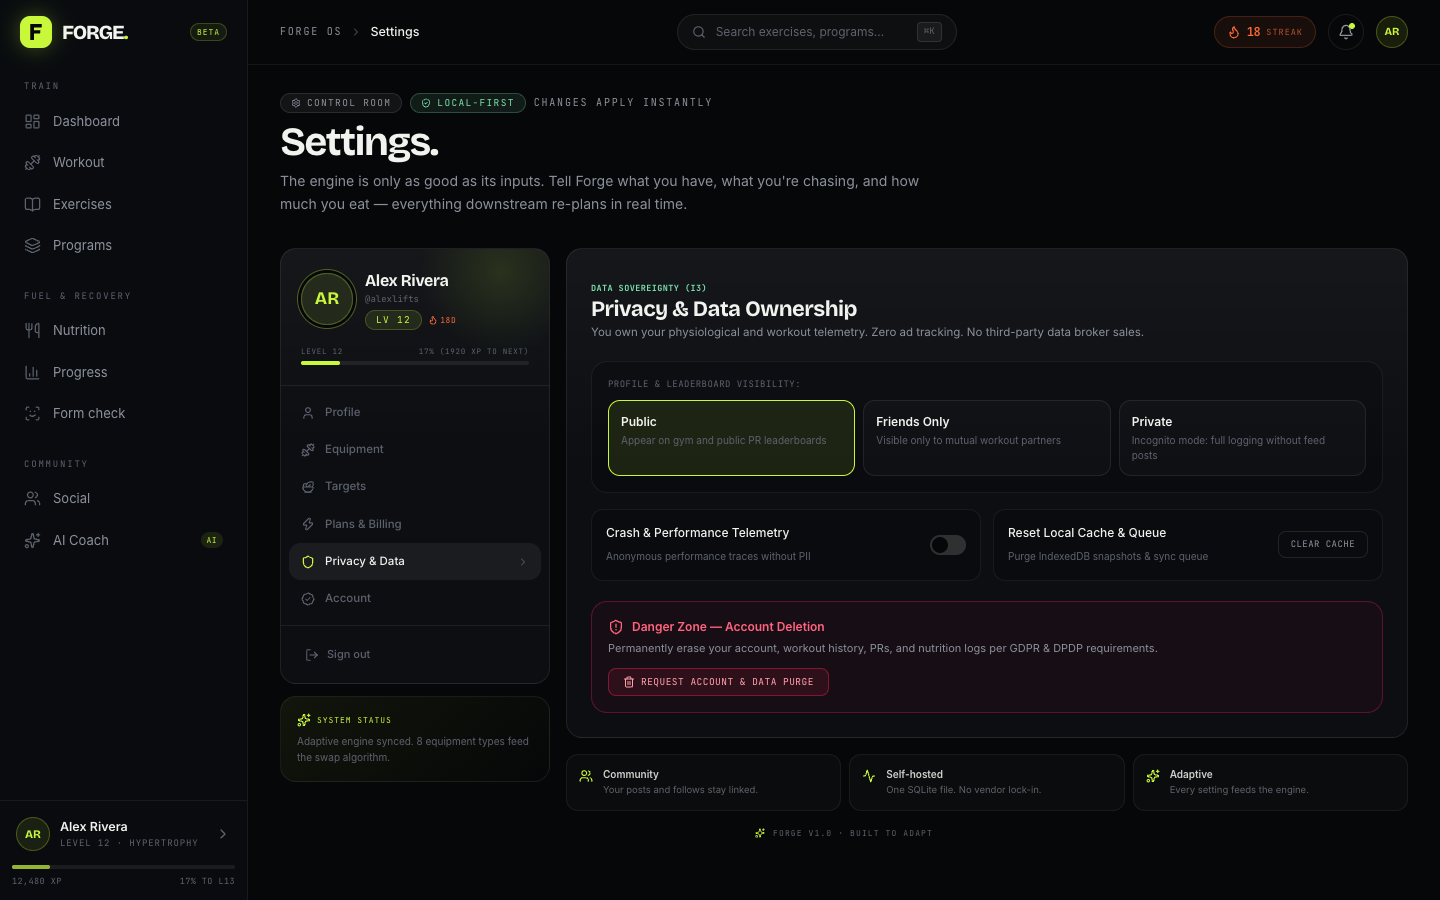 F FORGE. BETA
TRAIN
Dashboard
Workout
Exercises
Programs
FUEL & RECOVERY
Nutrition
Progress
Form check
COMMUNITY
Social
AI Coach AI
AR Alex Rivera
LEVEL 12 · HYPERTROPHY
12,480 XP 17% TO L13
FORGE OS > Settings
Search exercises, programs... ⌘K
18 STREAK
AR
CONTROL ROOM LOCAL-FIRST CHANGES APPLY INSTANTLY
Settings.
The engine is only as good as its inputs. Tell Forge what you have, what you're chasing, and how
much you eat — everything downstream re-plans in real time.
AR
Alex Rivera
@alexlifts
LV 12 18D
LEVEL 12 17% (1920 XP TO NEXT)
Profile
Equipment
Targets
Plans & Billing
Privacy & Data
Account
Sign out
SYSTEM STATUS
Adaptive engine synced. 8 equipment types feed
the swap algorithm.
DATA SOVEREIGNTY (I3)
Privacy & Data Ownership
You own your physiological and workout telemetry. Zero ad tracking. No third-party data broker sales.
PROFILE & LEADERBOARD VISIBILITY:
Public
Appear on gym and public PR leaderboards
Friends Only
Visible only to mutual workout partners
Private
Incognito mode: full logging without feed
posts
Crash & Performance Telemetry
Anonymous performance traces without PII
Reset Local Cache & Queue
Purge IndexedDB snapshots & sync queue
CLEAR CACHE
Danger Zone — Account Deletion
Permanently erase your account, workout history, PRs, and nutrition logs per GDPR & DPDP requirements.
REQUEST ACCOUNT & DATA PURGE
Community
Your posts and follows stay linked.
Self-hosted
One SQLite file. No vendor lock-in.
Adaptive
Every setting feeds the engine.
FORGE V1.0 · BUILT TO ADAPT